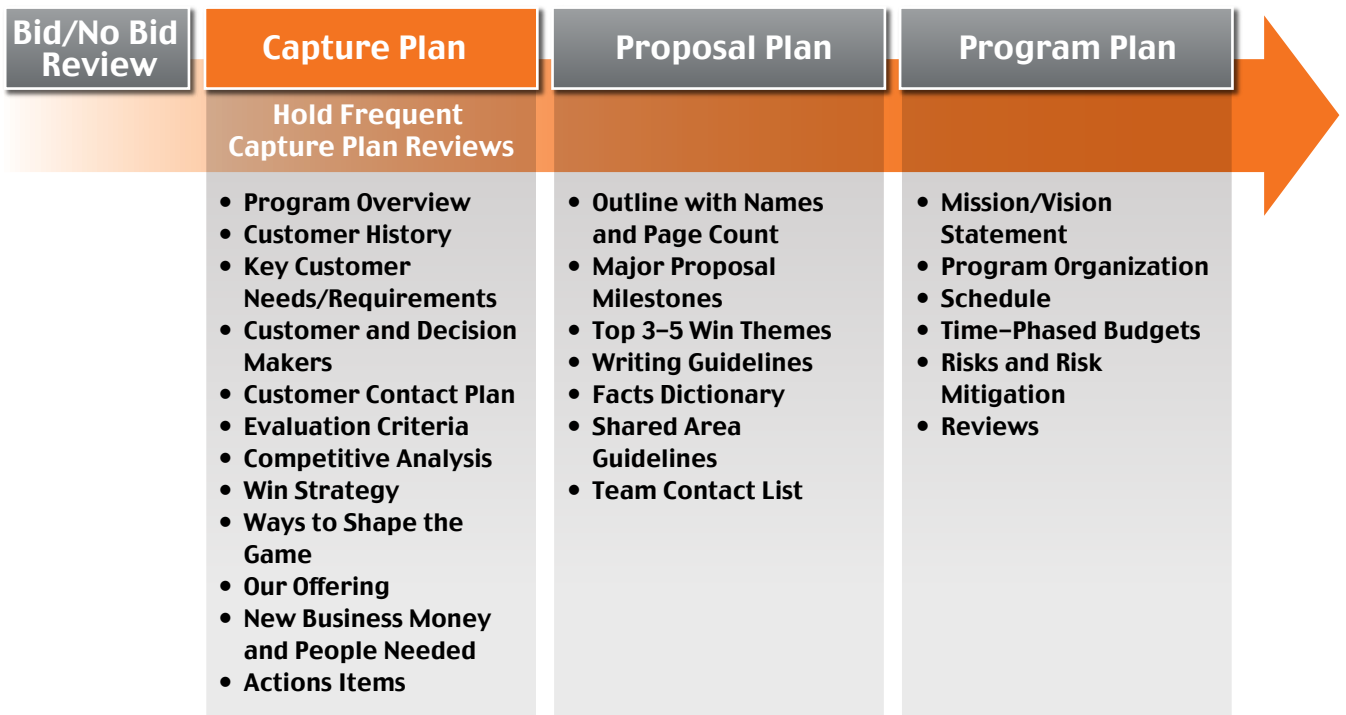 Bid/No Bid
Review
Capture Plan
Hold Frequent
Capture Plan Reviews
• Program Overview
• Customer History
• Key Customer
Needs/Requirements
• Customer and Decision
Makers
• Customer Contact Plan
• Evaluation Criteria
• Competitive Analysis
• Win Strategy
• Ways to Shape the
Game
• Our Offering
• New Business Money
and People Needed
• Actions Items
Proposal Plan
• Outline with Names
and Page Count
• Major Proposal
Milestones
• Top 3–5 Win Themes
• Writing Guidelines
• Facts Dictionary
• Shared Area
Guidelines
• Team Contact List
Program Plan
• Mission/Vision
Statement
• Program Organization
• Schedule
• Time–Phased Budgets
• Risks and Risk
Mitigation
• Reviews